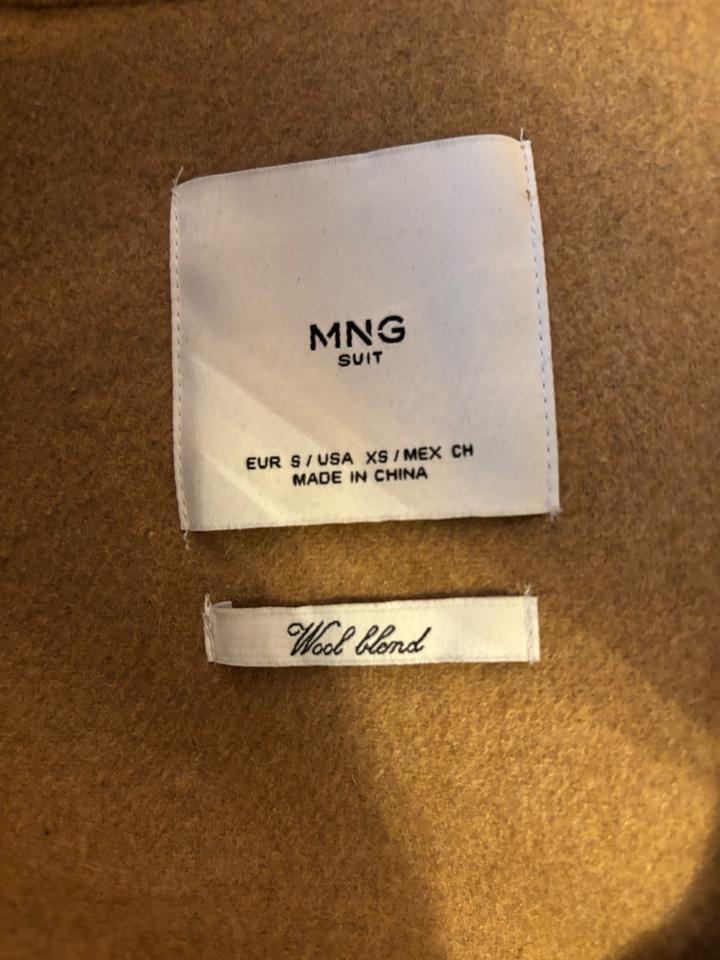 MNG
SUIT
EUR S / USA XS / MEX CH
MADE IN CHINA
Wool blend